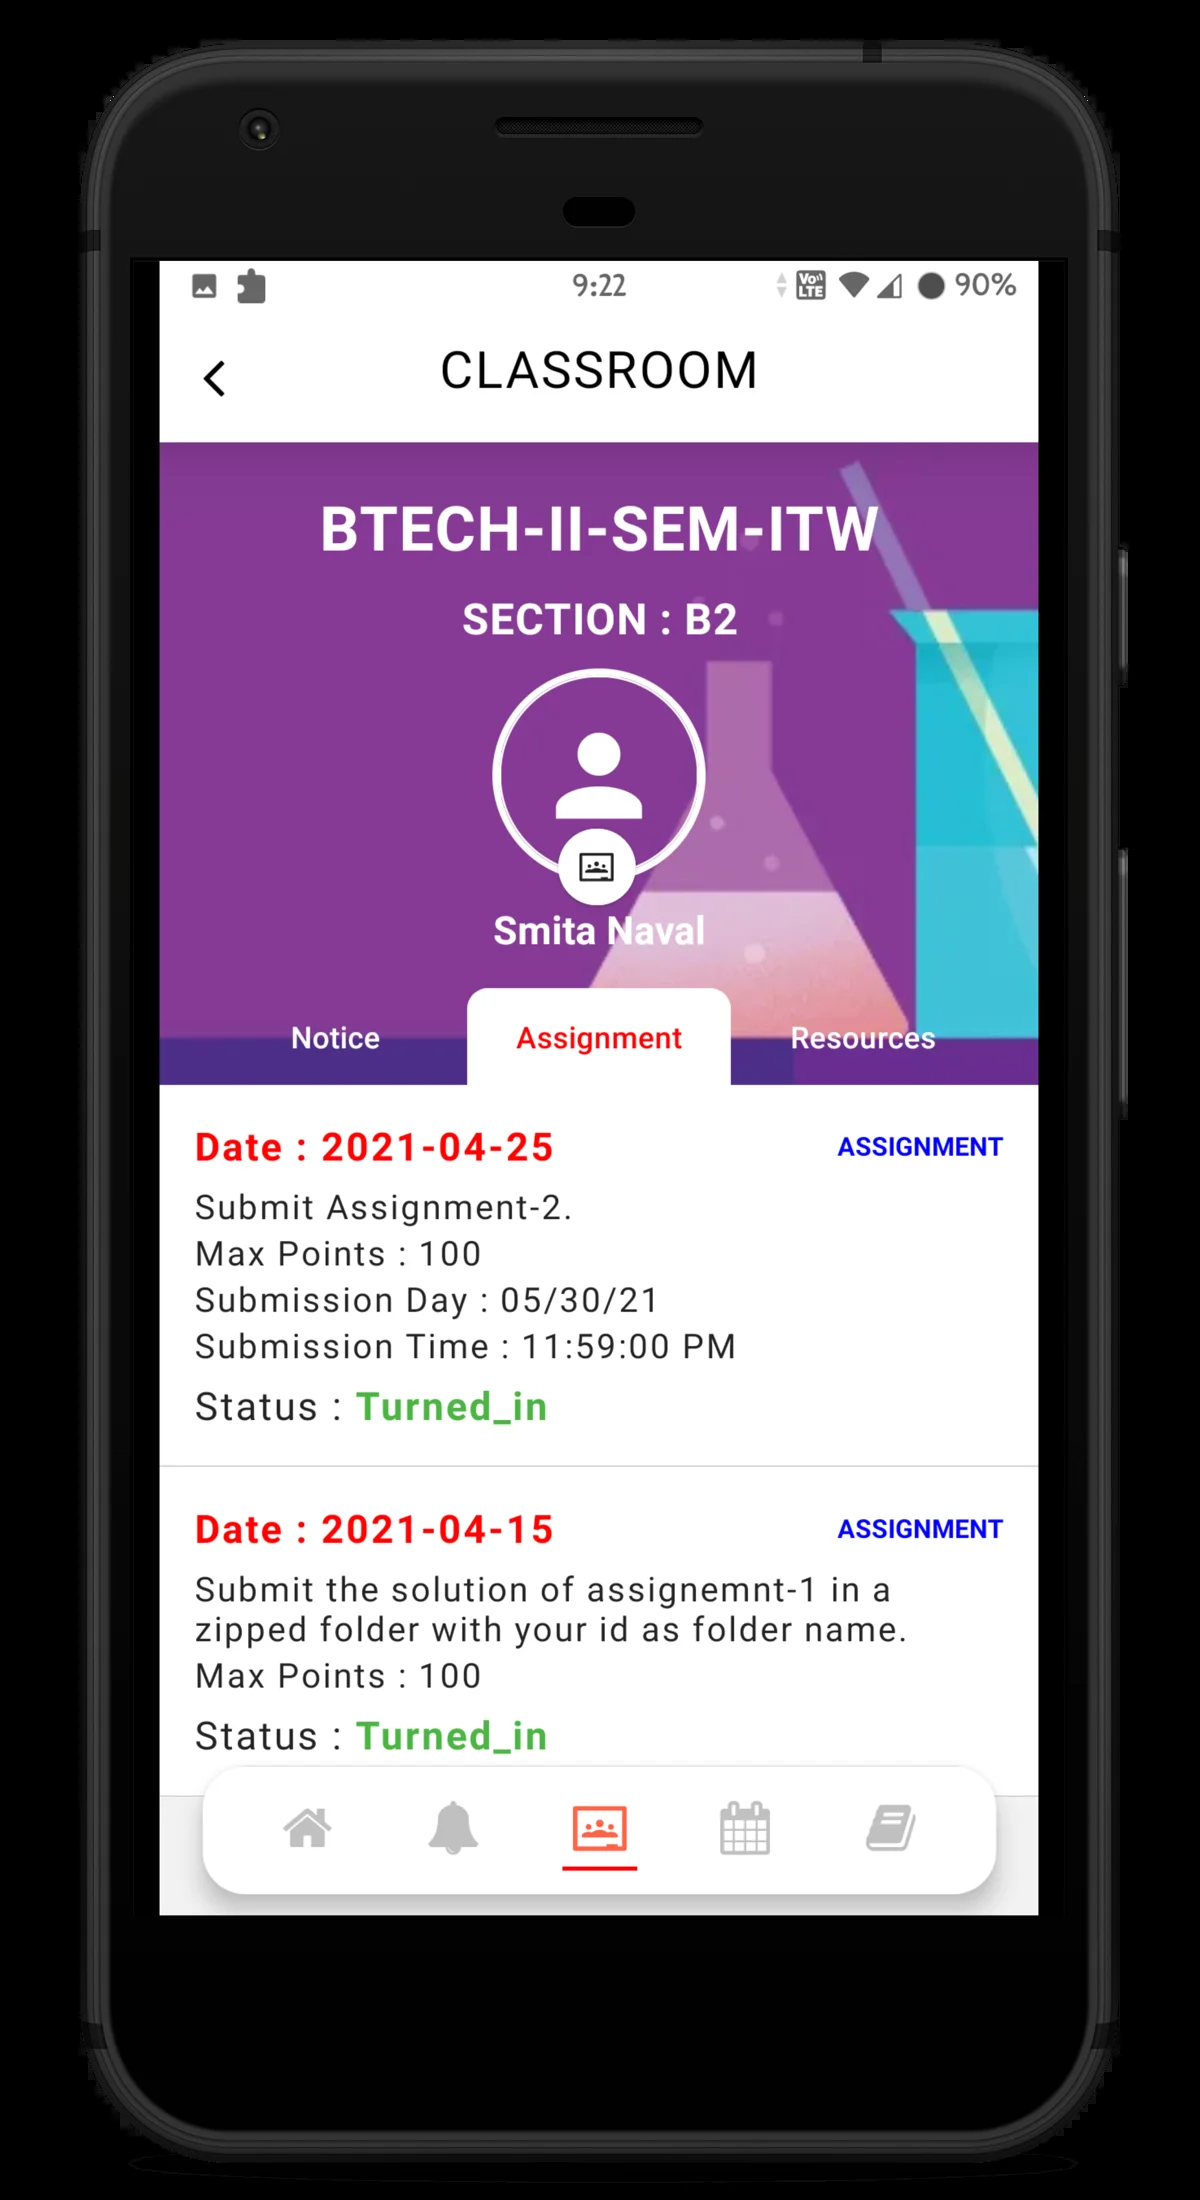 9:22
Vo LTE
90%
CLASSROOM
BTECH-II-SEM-ITW
SECTION : B2
Smita Naval
Notice
Assignment
Resources
Date : 2021-04-25
ASSIGNMENT
Submit Assignment-2.
Max Points : 100
Submission Day : 05/30/21
Submission Time : 11:59:00 PM
Status : Turned_in
Date : 2021-04-15
ASSIGNMENT
Submit the solution of assignemnt-1 in a
zipped folder with your id as folder name.
Max Points : 100
Status : Turned_in